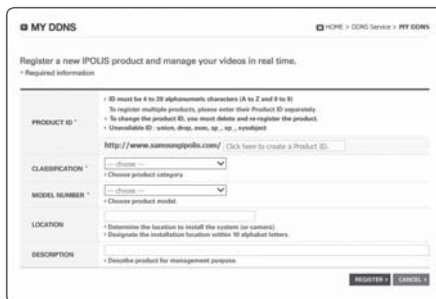 MY DDNS
HOME > DDNS Service > MY DDNS
Register a new IPOLIS product and manage your videos in real time.
* Required information
PRODUCT ID *
• ID must be 4 to 20 alphanumeric characters (A to Z and 0 to 9)
To register multiple products, please enter their Product ID separately.
• To change the product ID, you must delete and re-register the product.
• Unavailable ID : union, drop, exec, sp_, xp_, sysobject
http://www.samsungipolis.com/ Click here to create a Product ID.
CLASSIFICATION *
--- choose ---
• Choose product category
MODEL NUMBER *
--- choose ---
• Choose product model.
LOCATION
• Determine the location to install the system (or camera)
• Designate the installation location within 10 alphabet letters.
DESCRIPTION
• Describe product for management purpose.
REGISTER > CANCEL >